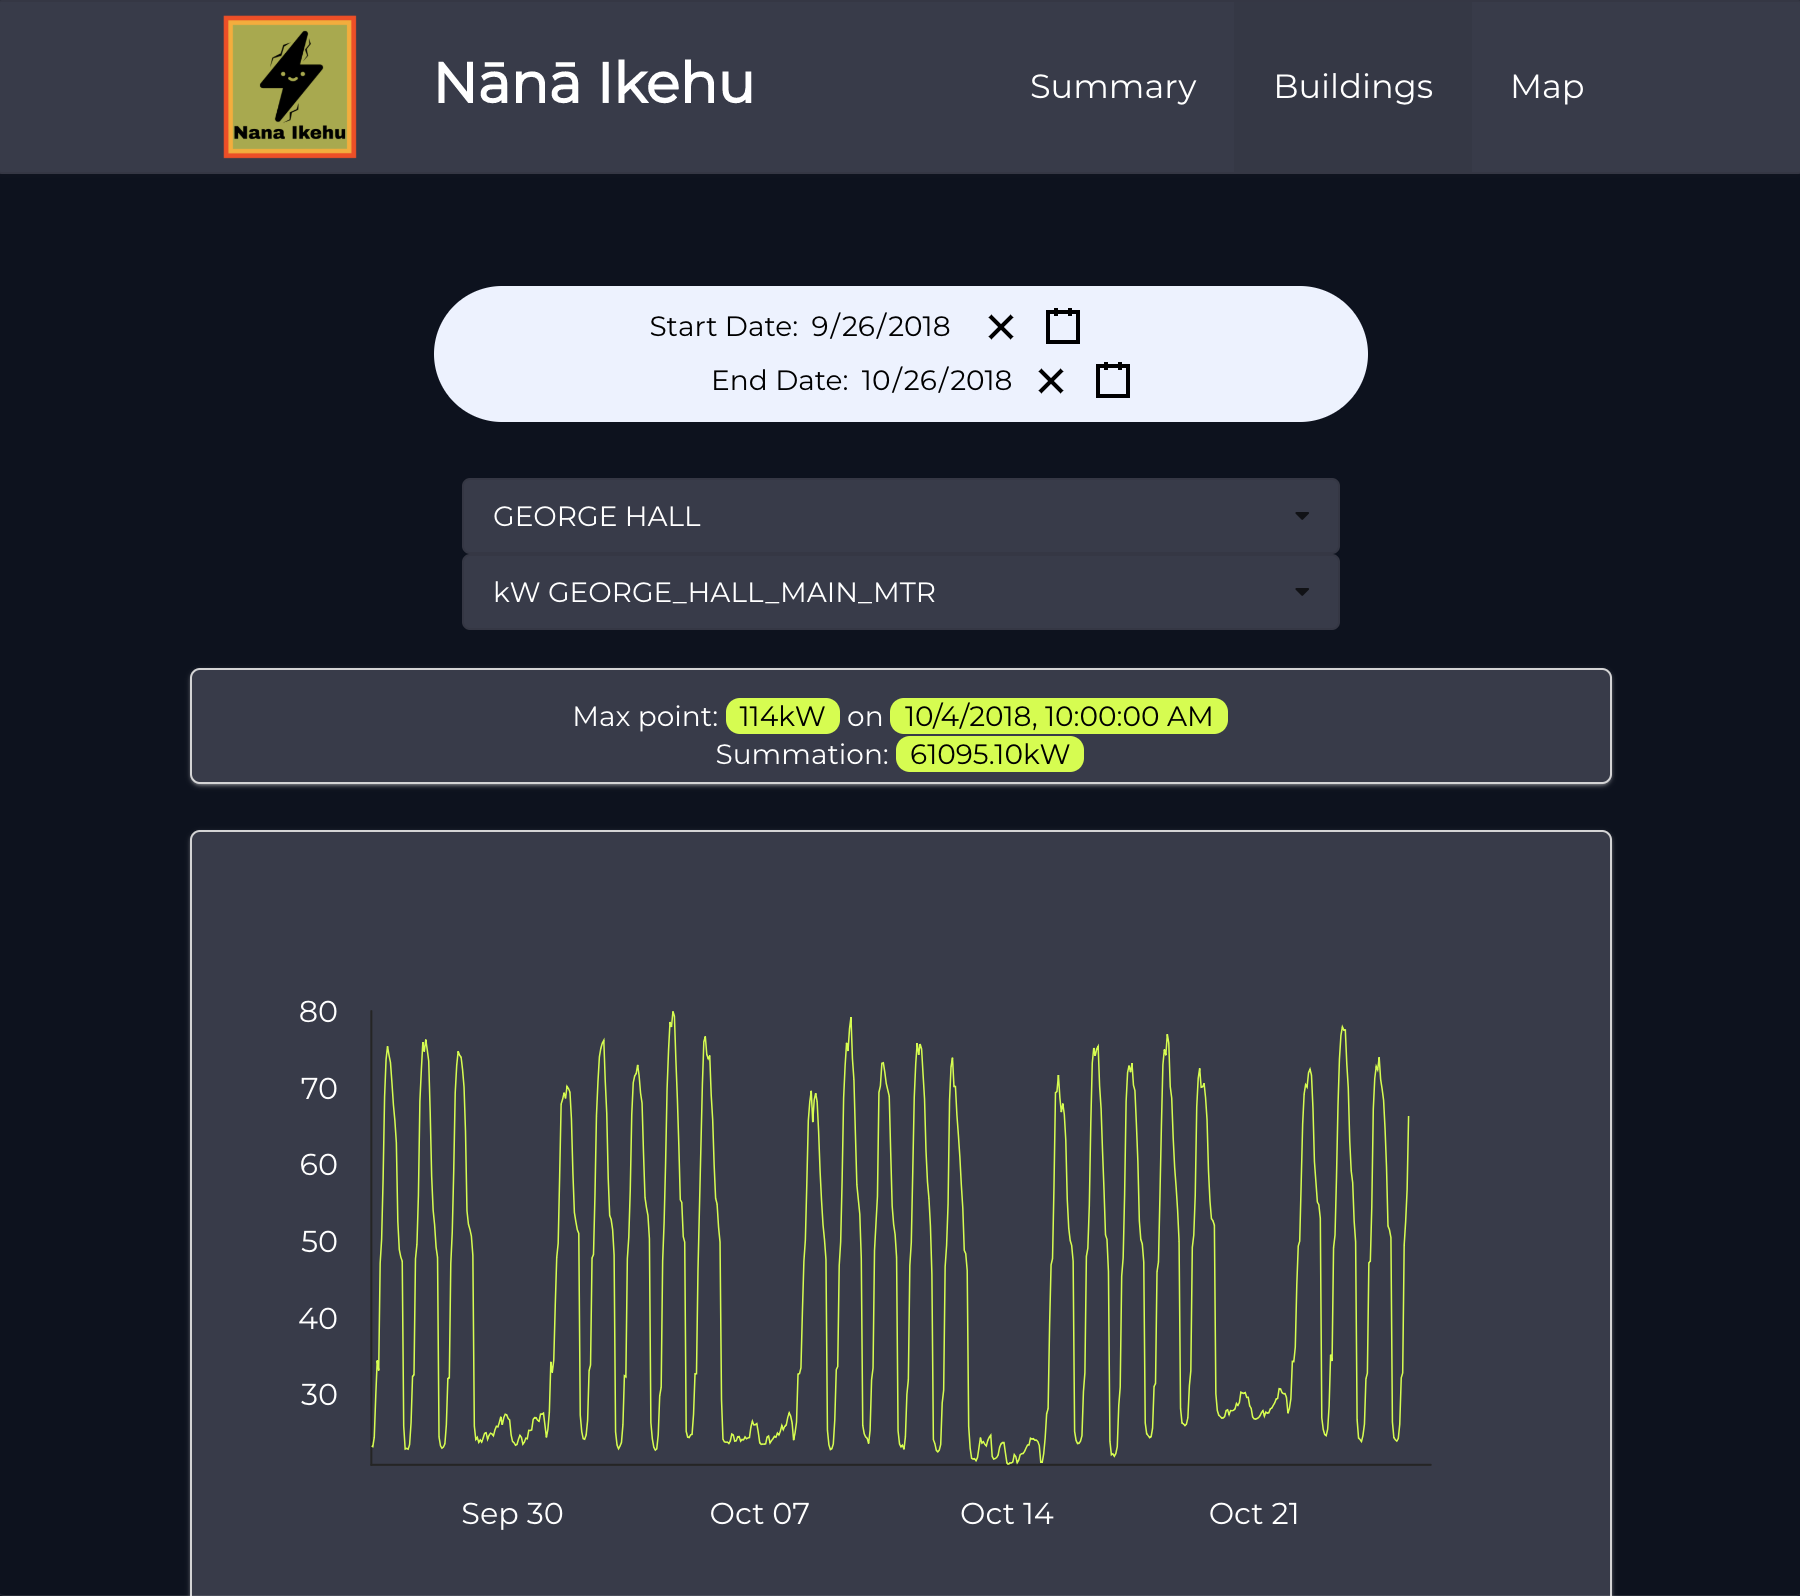 Nana Ikehu
Nānā Ikehu
Summary
Buildings
Map
Start Date: 9/26/2018
End Date: 10/26/2018
GEORGE HALL
kW GEORGE_HALL_MAIN_MTR
Max point: 114kW on 10/4/2018, 10:00:00 AM
Summation: 61095.10kW
80
70
60
50
40
30
Sep 30
Oct 07
Oct 14
Oct 21